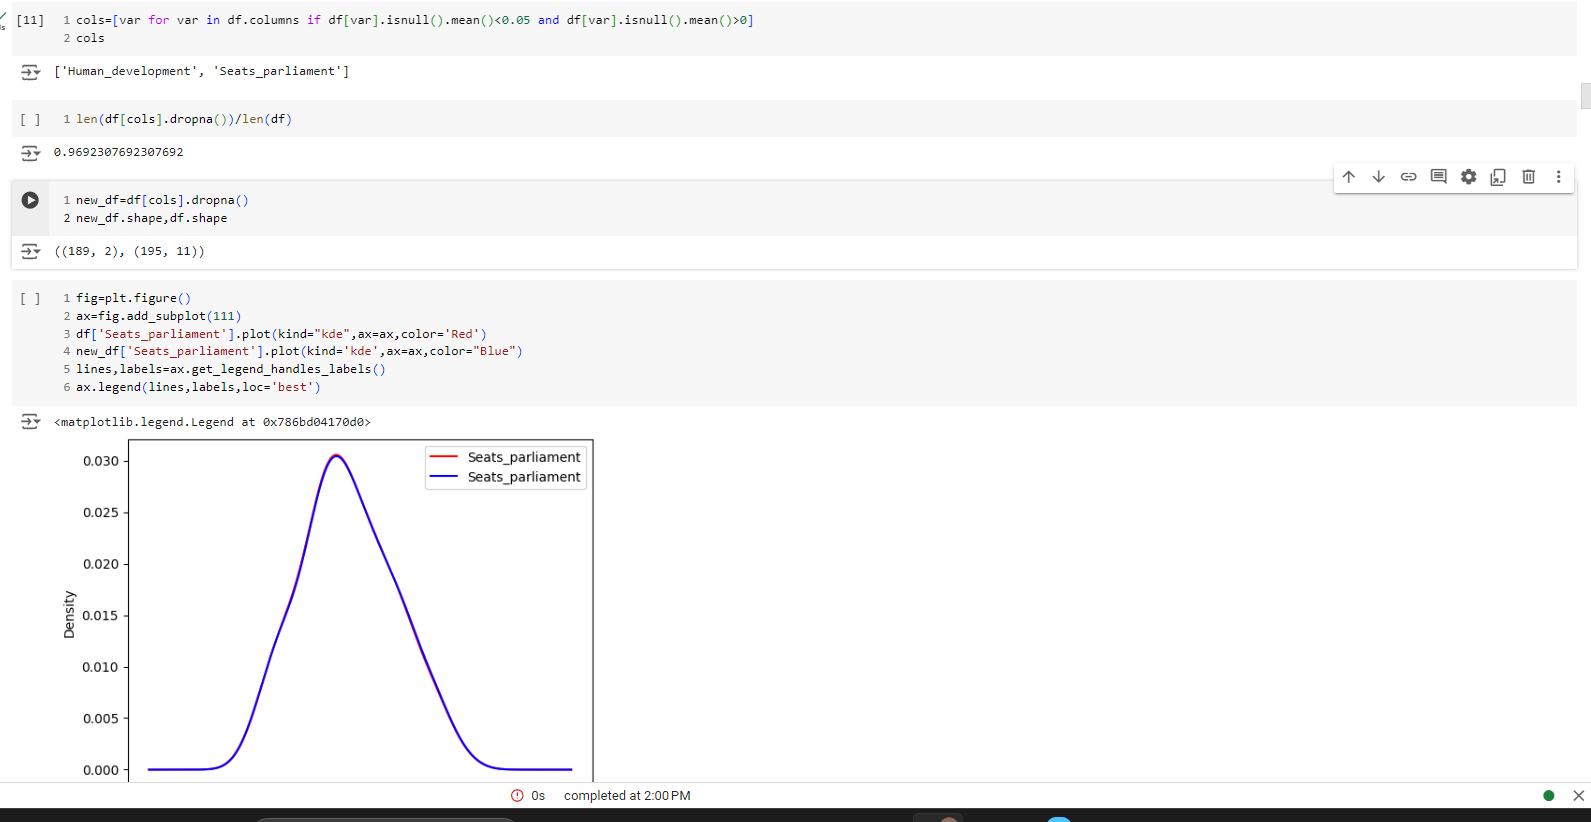 [11] 1 cols=[var for var in df.columns if df[var].isnull().mean()<0.05 and df[var].isnull().mean()>0]
2 cols
['Human_development', 'Seats_parliament']
[ ] 1 len(df[cols].dropna())/len(df)
0.9692307692307692
1 new_df=df[cols].dropna()
2 new_df.shape,df.shape
((189, 2), (195, 11))
[ ] 1 fig=plt.figure()
2 ax=fig.add_subplot(111)
3 df['Seats_parliament'].plot(kind="kde",ax=ax,color='Red')
4 new_df['Seats_parliament'].plot(kind='kde',ax=ax,color="Blue")
5 lines,labels=ax.get_legend_handles_labels()
6 ax.legend(lines,labels,loc='best')
<matplotlib.legend.Legend at 0x786bd04170d0>
Seats_parliament
Seats_parliament
0.030
0.025
0.020
0.015
0.010
0.005
0.000
Density
0s completed at 2:00 PM